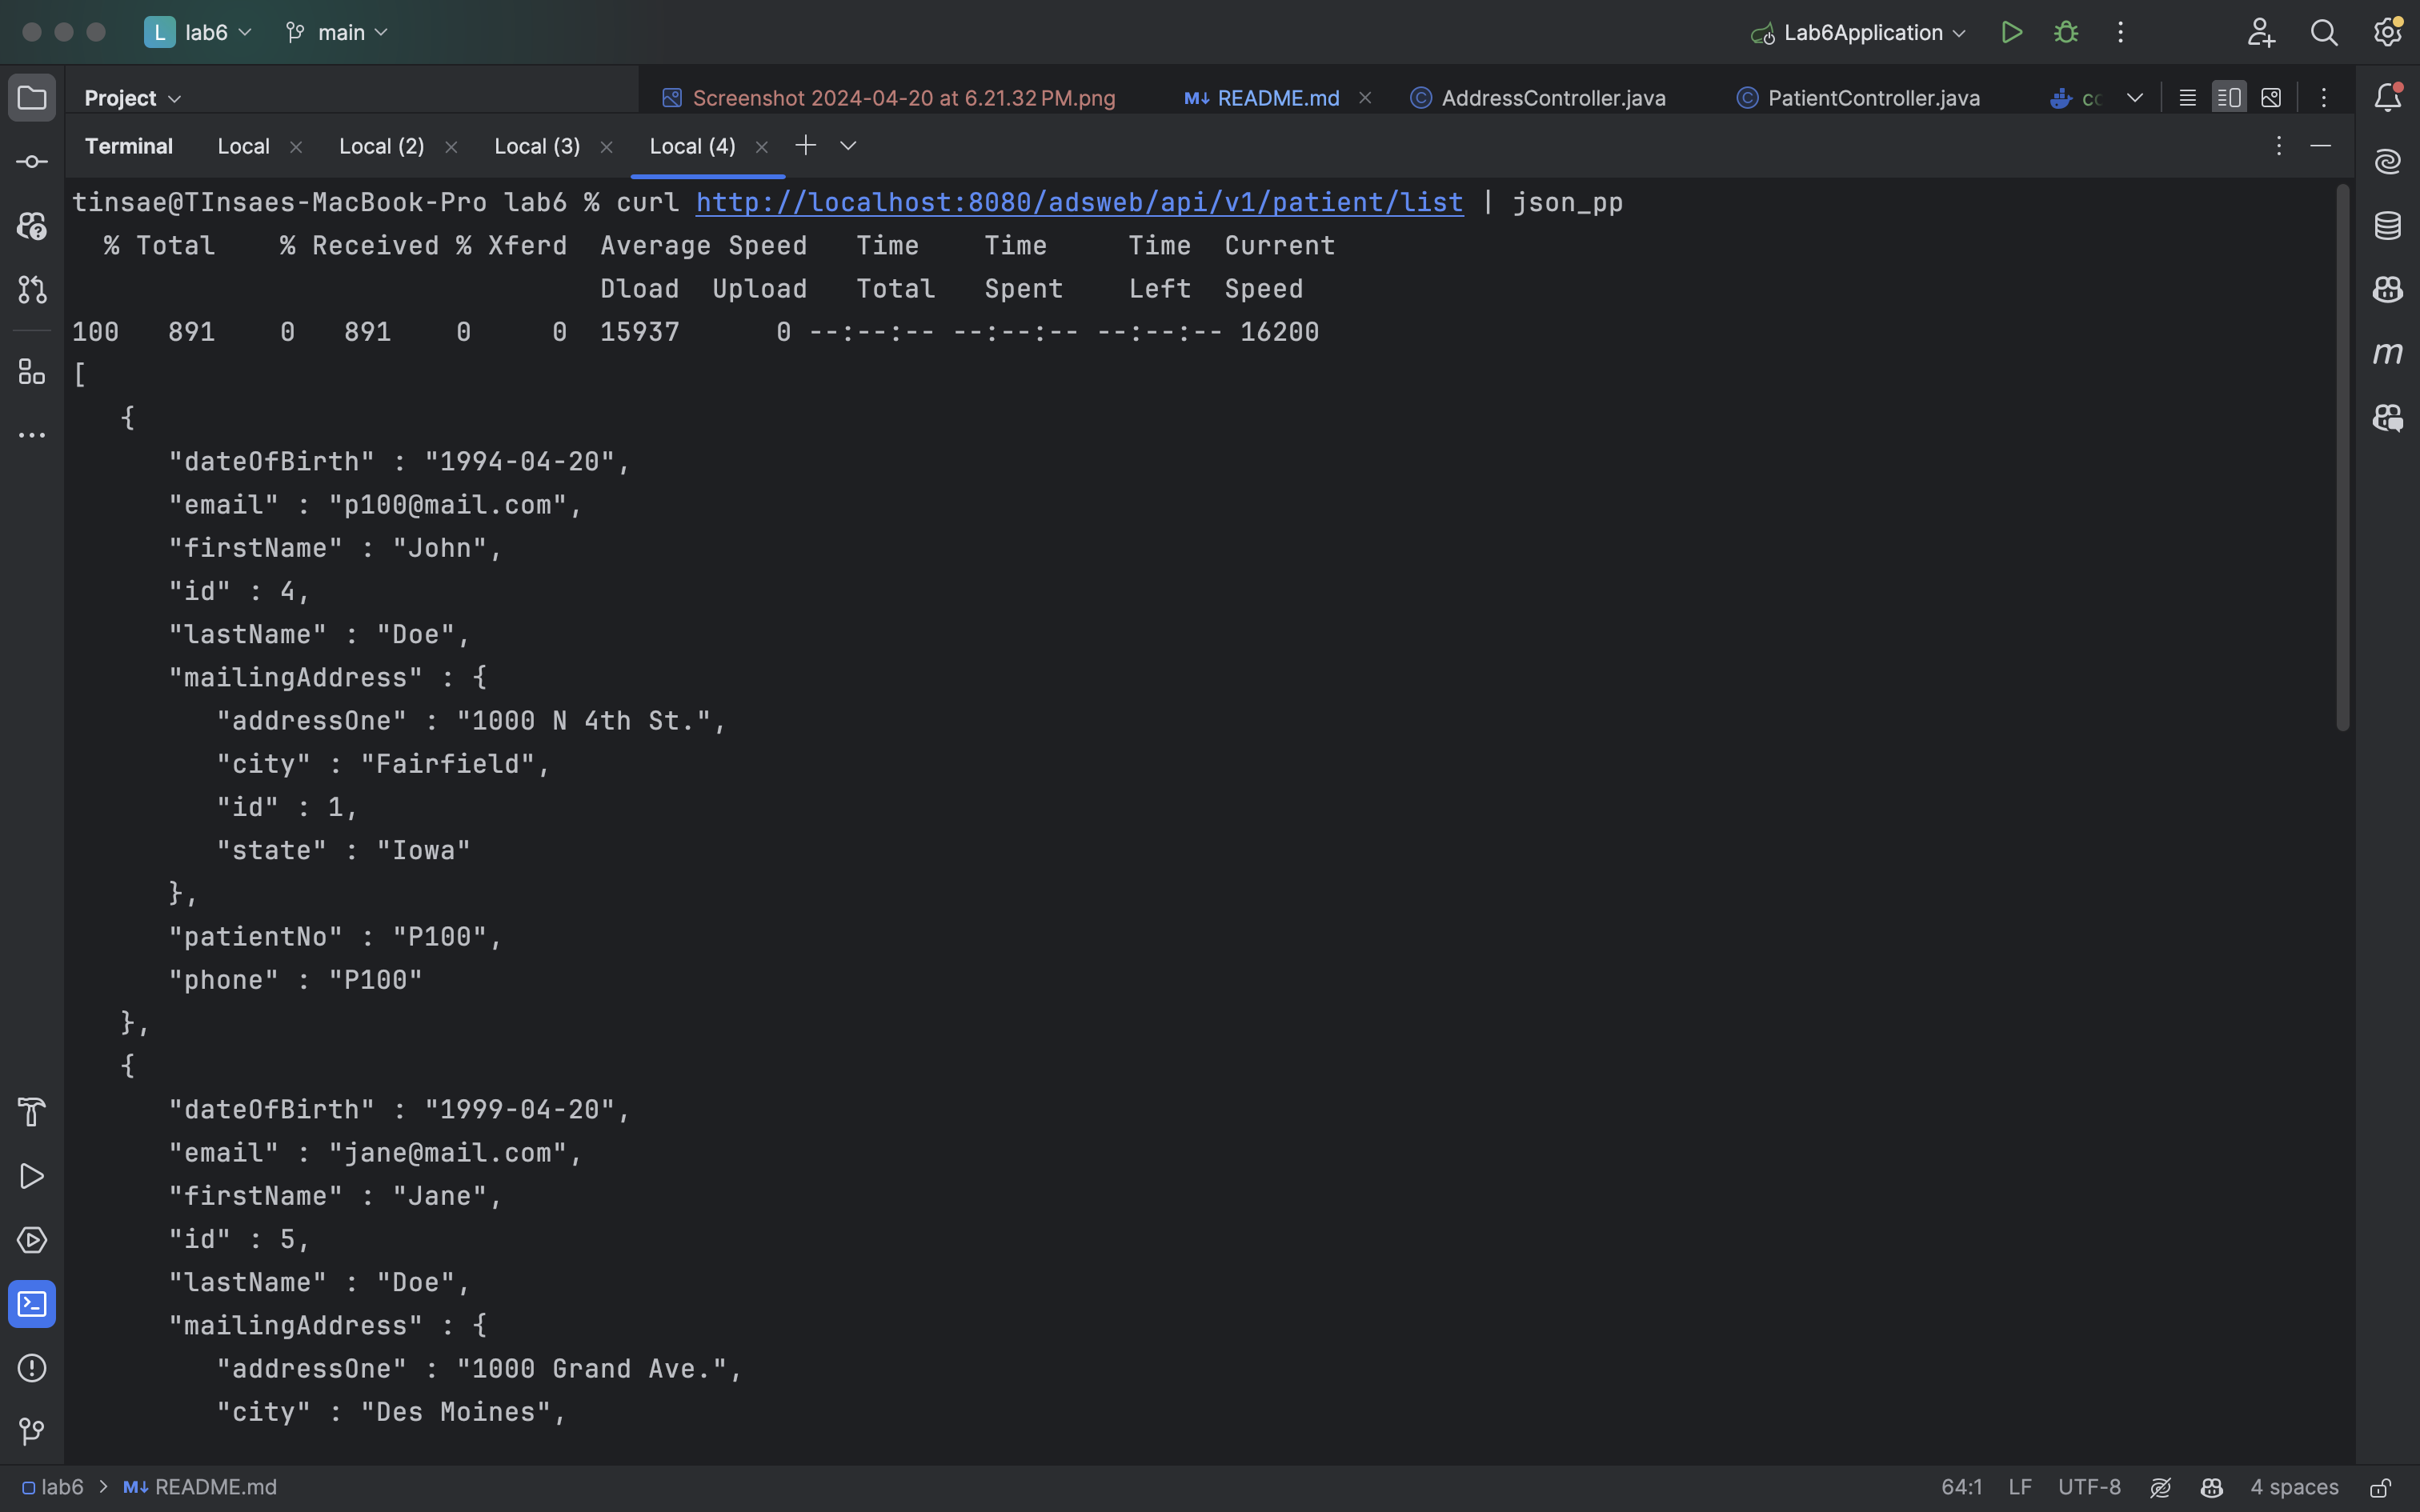 L lab6 main Lab6Application
Project Screenshot 2024-04-20 at 6.21.32 PM.png M↓ README.md AddressController.java PatientController.java
Terminal Local Local (2) Local (3) Local (4)
tinsae@TInsaes-MacBook-Pro lab6 % curl http://localhost:8080/adsweb/api/v1/patient/list | json_pp
% Total % Received % Xferd Average Speed Time Time Time Current
Dload Upload Total Spent Left Speed
100 891 0 891 0 0 15937 0 --:--:-- --:--:-- --:--:-- 16200
[
{
"dateOfBirth" : "1994-04-20",
"email" : "p100@mail.com",
"firstName" : "John",
"id" : 4,
"lastName" : "Doe",
"mailingAddress" : {
"addressOne" : "1000 N 4th St.",
"city" : "Fairfield",
"id" : 1,
"state" : "Iowa"
},
"patientNo" : "P100",
"phone" : "P100"
},
{
"dateOfBirth" : "1999-04-20",
"email" : "jane@mail.com",
"firstName" : "Jane",
"id" : 5,
"lastName" : "Doe",
"mailingAddress" : {
"addressOne" : "1000 Grand Ave.",
"city" : "Des Moines",
lab6 > M↓ README.md 64:1 LF UTF-8 4 spaces